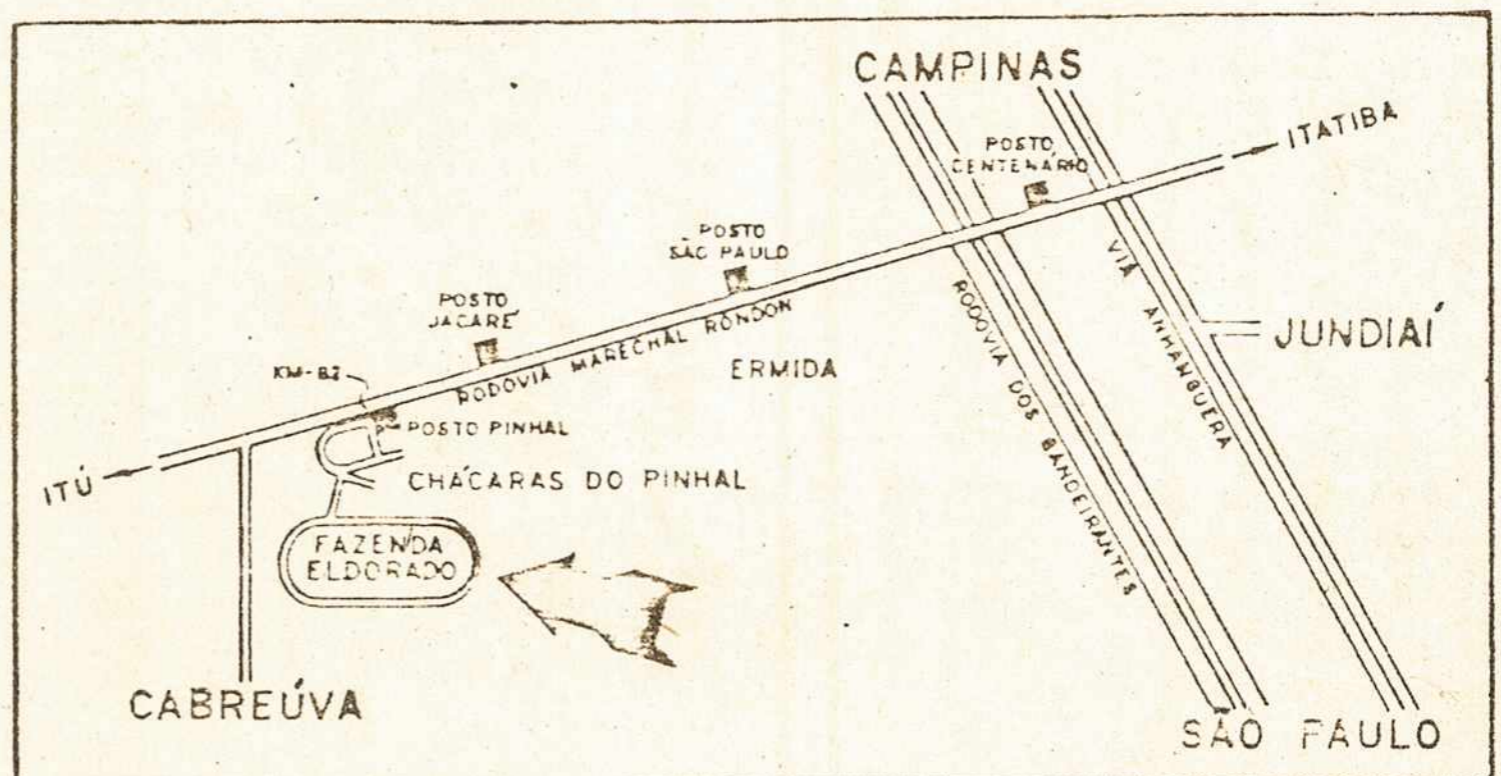 CAMPINAS
ITATIBA
POSTO
CENTENÁRIO
POSTO
SÃO PAULO
VIA ANHANGUERA
JUNDIAÍ
POSTO
JACARÉ
RODOVIA MARECHAL RONDON
ERMIDA
RODOVIA DOS BANDEIRANTES
KM-82
POSTO PINHAL
ITÚ
CHÁCARAS DO PINHAL
FAZENDA
ELDORADO
CABREÚVA
SÃO PAULO